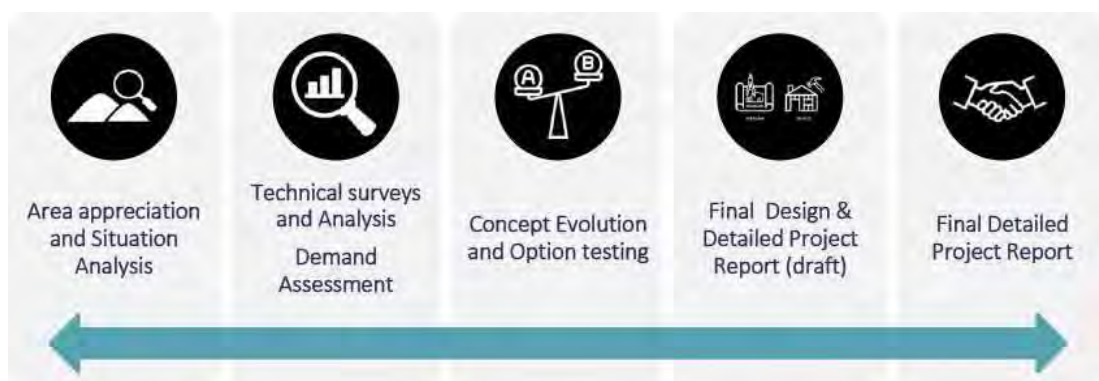 Area appreciation
and Situation
Analysis
Technical surveys
and Analysis
Demand
Assessment
A
B
Concept Evolution
and Option testing
Final Design &
Detailed Project
Report (draft)
Final Detailed
Project Report